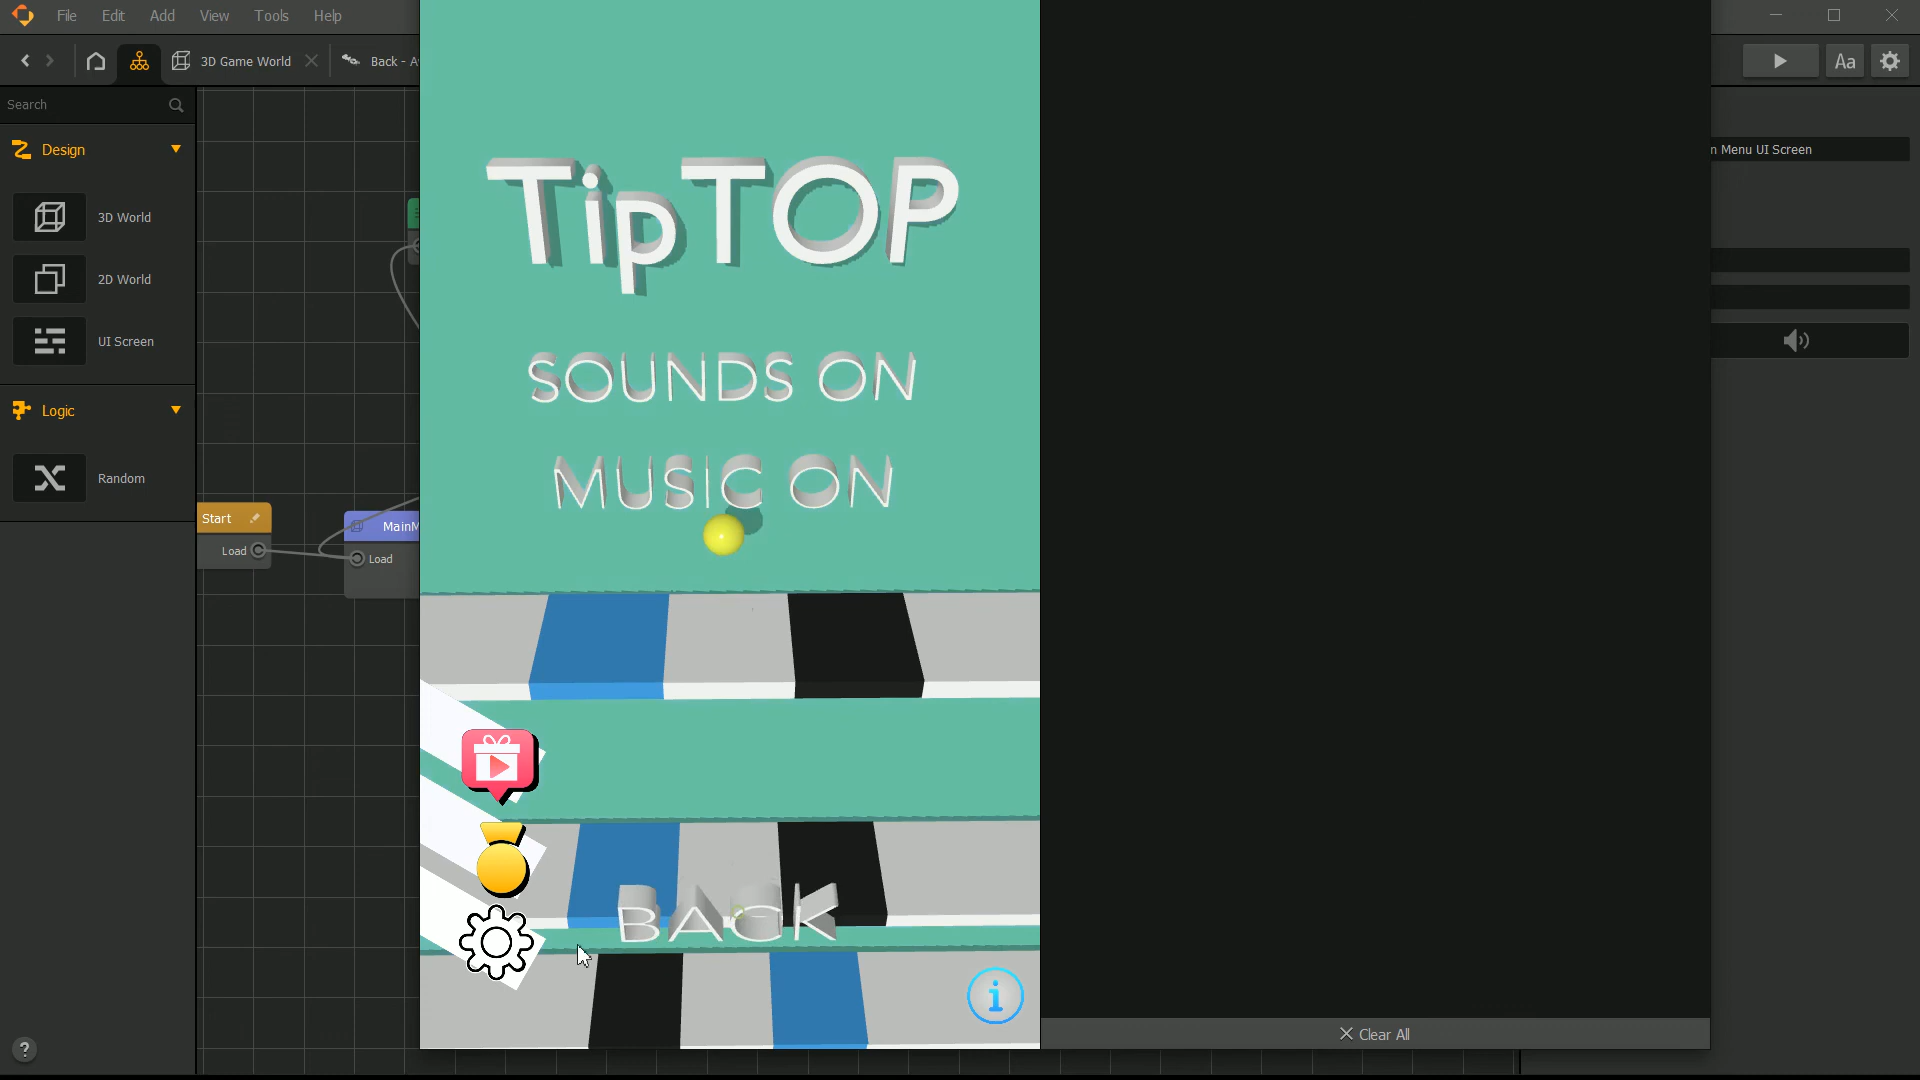 File Edit View Add Tools Help
3D Game World
Back - A
Aa
Search
Design
3D World
2D World
UI Screen
Logic
Random
Start
Load
MainM
Load
TipTOP
SOUNDS ON
MUSIC ON
BACK
i
n Menu UI Screen
Clear All
?